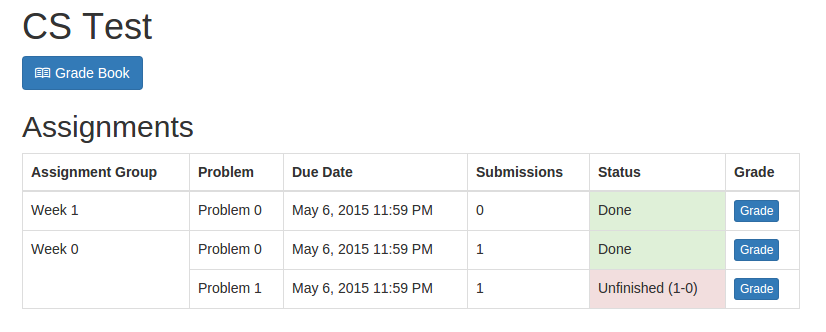 CS Test
Grade Book
Assignments
Assignment Group Problem Due Date Submissions Status Grade
Week 1 Problem 0 May 6, 2015 11:59 PM 0 Done Grade
Week 0 Problem 0 May 6, 2015 11:59 PM 1 Done Grade
Problem 1 May 6, 2015 11:59 PM 1 Unfinished (1-0) Grade